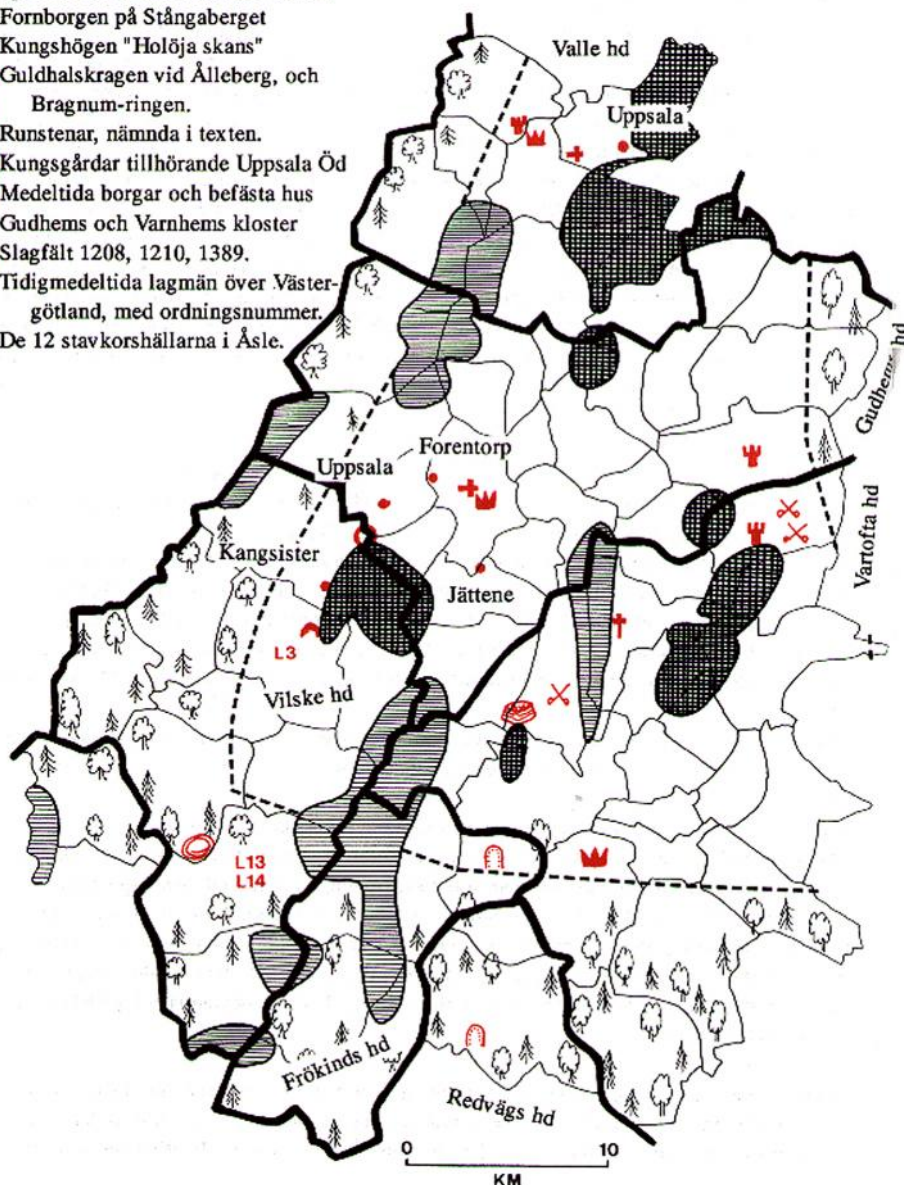 Fornborgen på Stångaberget
Kungshögen "Holöja skans"
Guldhalskragen vid Ålleberg, och
Bragnum-ringen.
Runstenar, nämnda i texten.
Kungsgårdar tillhörande Uppsala Öd
Medeltida borgar och befästa hus
Gudhems och Varnhems kloster
Slagfält 1208, 1210, 1389.
Tidigmedeltida lagmän över Väster-
götland, med ordningsnummer.
De 12 stavkorshällarna i Åsle.
Valle hd
Uppsala
Gudhems hd
Forentorp
Uppsala
Vartofta hd
Kangsister
Jättene
L3
Vilske hd
L13
L14
Frökinds hd
Redvägs hd
0 10
KM